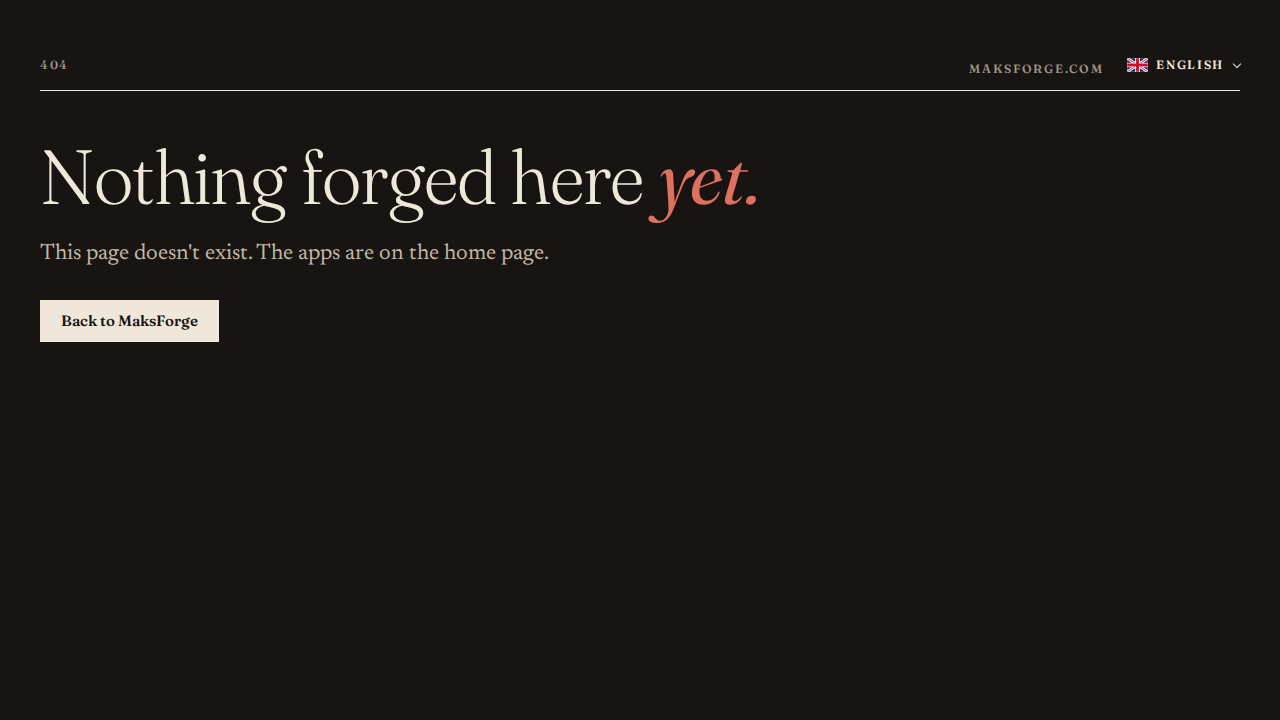 404
MAKSFORGE.COM
ENGLISH
Nothing forged here yet.
This page doesn't exist. The apps are on the home page.
Back to MaksForge